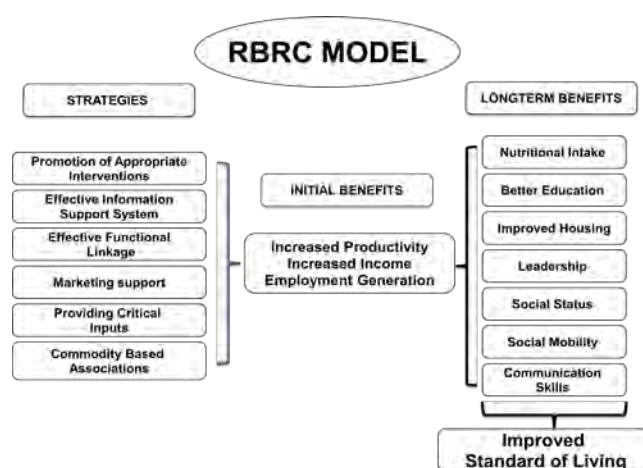 RBRC MODEL
STRATEGIES
Promotion of Appropriate
Interventions
Effective Information
Support System
Effective Functional
Linkage
Marketing support
Providing Critical
Inputs
Commodity Based
Associations
INITIAL BENEFITS
Increased Productivity
Increased Income
Employment Generation
LONGTERM BENEFITS
Nutritional Intake
Better Education
Improved Housing
Leadership
Social Status
Social Mobility
Communication
Skills
Improved
Standard of Living